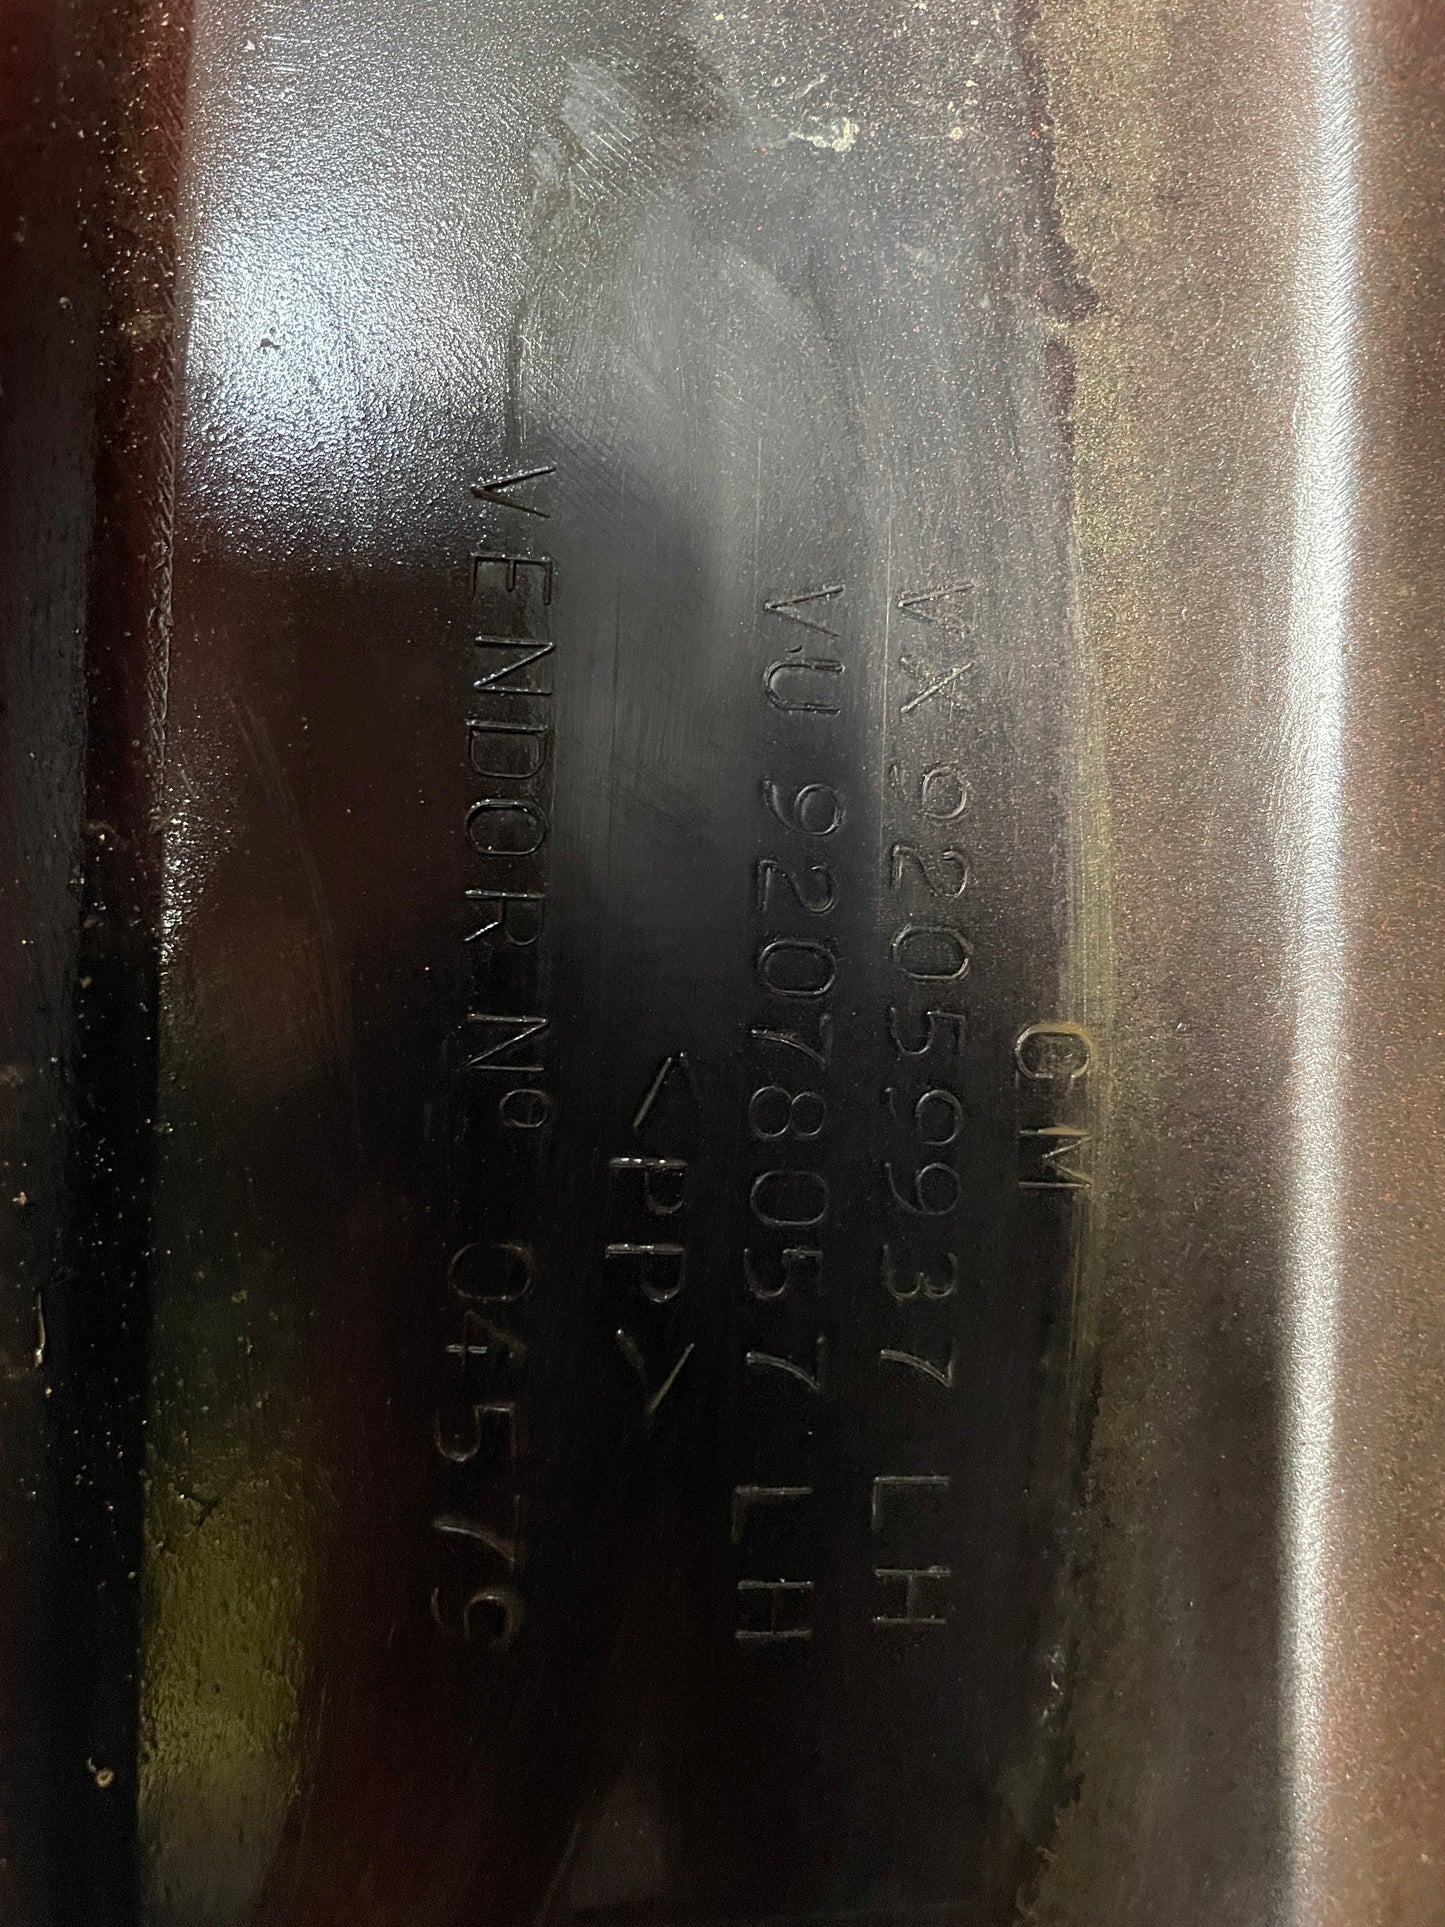 GM
VX 92059937 LH
VU 92078057 LH
<PP>
VENDOR Nº 04579